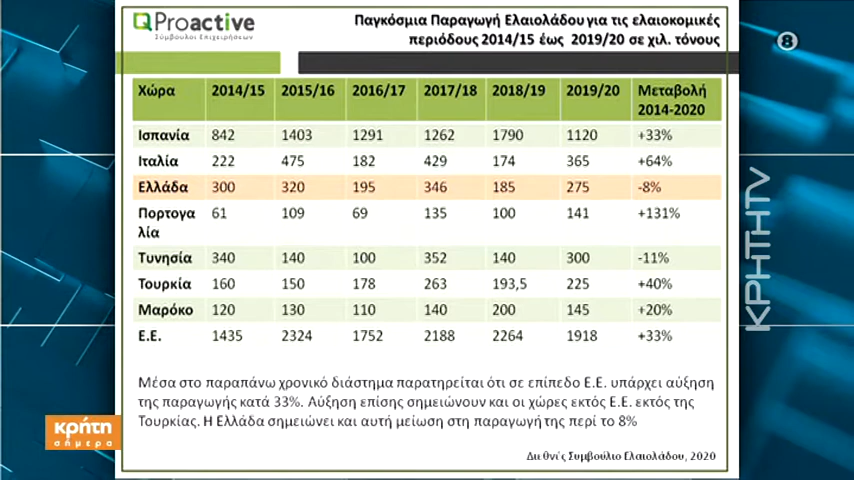 Proactive
Σύμβουλοι Επιχειρήσεων
Παγκόσμια Παραγωγή Ελαιολάδου για τις ελαιοκομικές
περιόδους 2014/15 έως 2019/20 σε χιλ. τόνους
8
Χώρα 2014/15 2015/16 2016/17 2017/18 2018/19 2019/20 Μεταβολή
2014-2020
Ισπανία 842 1403 1291 1262 1790 1120 +33%
Ιταλία 222 475 182 429 174 365 +64%
Ελλάδα 300 320 195 346 185 275 -8%
Πορτογα 61 109 69 135 100 141 +131%
λία
Τυνησία 340 140 100 352 140 300 -11%
Τουρκία 160 150 178 263 193,5 225 +40%
Μαρόκο 120 130 110 140 200 145 +20%
Ε.Ε. 1435 2324 1752 2188 2264 1918 +33%
Μέσα στο παραπάνω χρονικό διάστημα παρατηρείται ότι σε επίπεδο Ε.Ε. υπάρχει αύξηση
της παραγωγής κατά 33%. Αύξηση επίσης σημειώνουν και οι χώρες εκτός Ε.Ε. εκτός της
Τουρκίας. Η Ελλάδα σημειώνει και αυτή μείωση στη παραγωγή της περί το 8%
Διεθνές Συμβούλιο Ελαιολάδου, 2020
ΚΡΗΤΗTV
κρήτη
σήμερα